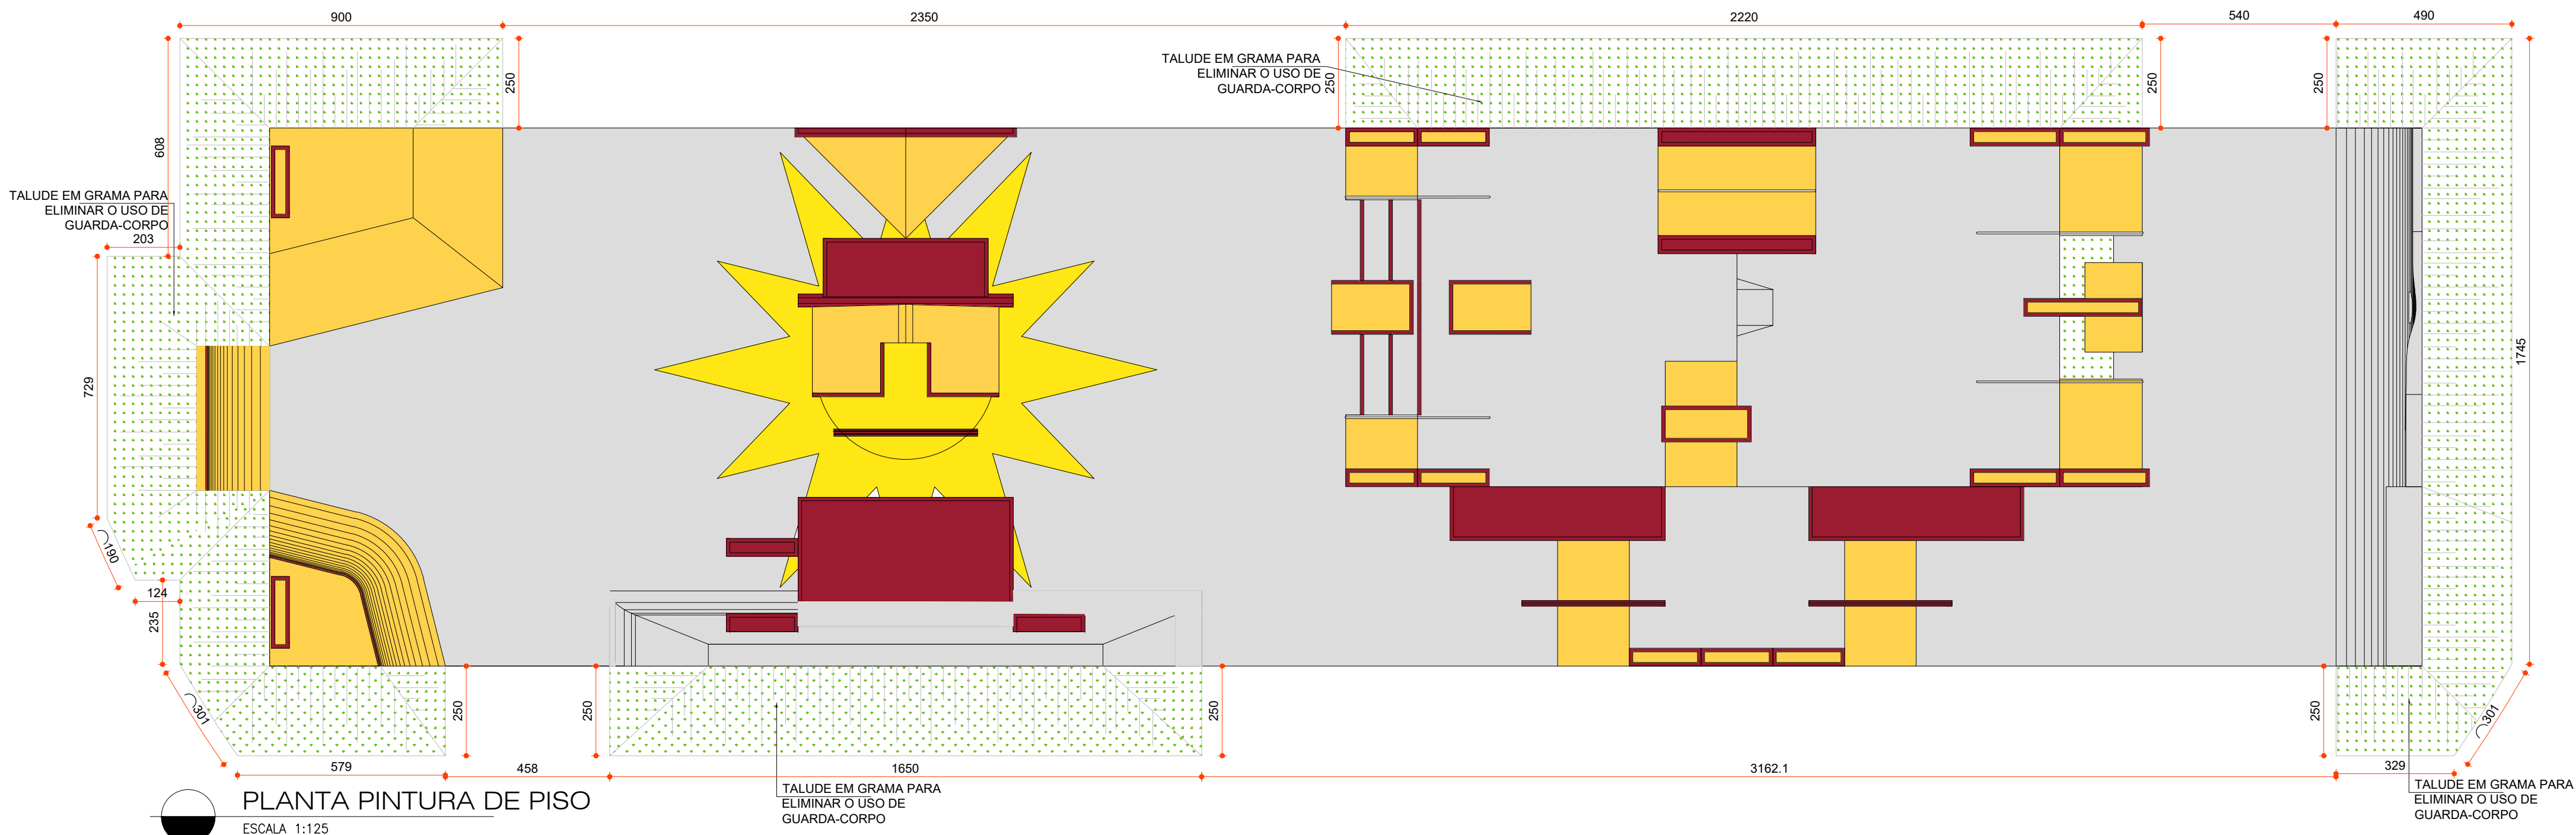 900
2350
2220
540
490
250
TALUDE EM GRAMA PARA
ELIMINAR O USO DE
GUARDA-CORPO
250
250
250
608
TALUDE EM GRAMA PARA
ELIMINAR O USO DE
GUARDA-CORPO
203
729
1745
190
124
235
301
250
250
250
250
301
579
458
1650
3162.1
329
TALUDE EM GRAMA PARA
ELIMINAR O USO DE
GUARDA-CORPO
TALUDE EM GRAMA PARA
ELIMINAR O USO DE
GUARDA-CORPO
PLANTA PINTURA DE PISO
ESCALA 1:125